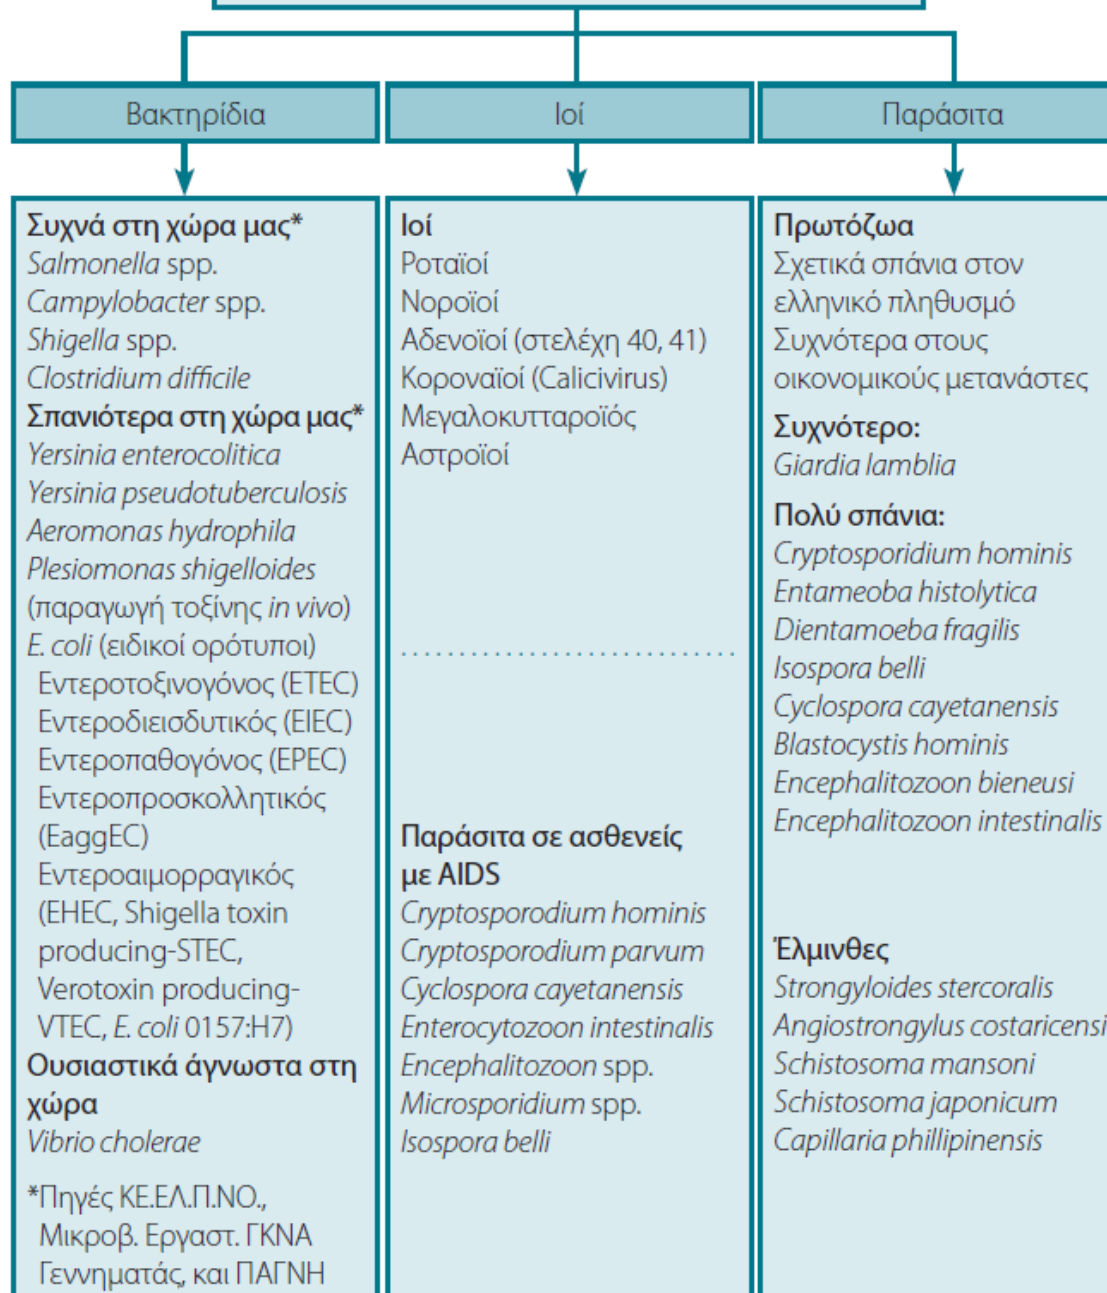 Βακτηρίδια
Συχνά στη χώρα μας*
Salmonella spp.
Campylobacter spp.
Shigella spp.
Clostridium difficile
Σπανιότερα στη χώρα μας*
Yersinia enterocolitica
Yersinia pseudotuberculosis
Aeromonas hydrophila
Plesiomonas shigelloides
(παραγωγή τοξίνης in vivo)
E. coli (ειδικοί ορότυποι)
Εντεροτοξινογόνος (ETEC)
Εντεροδιεισδυτικός (EIEC)
Εντεροπαθογόνος (EPEC)
Εντεροπροσκολλητικός
(EaggEC)
Εντεροαιμορραγικός
(EHEC, Shigella toxin
producing-STEC,
Verotoxin producing-
VTEC, E. coli 0157:H7)
Ουσιαστικά άγνωστα στη
χώρα
Vibrio cholerae
*Πηγές ΚΕ.ΕΛ.Π.ΝΟ.,
Μικροβ. Εργαστ. ΓΚΝΑ
Γεννηματάς, και ΠΑΓΝΗ
Ιοί
Ιοί
Ροταϊοί
Νοροϊοί
Αδενοϊοί (στελέχη 40, 41)
Κοροναϊοί (Calicivirus)
Μεγαλοκυτταροϊός
Αστροϊοί
Παράσιτα σε ασθενείς
με AIDS
Cryptosporodium hominis
Cryptosporodium parvum
Cyclospora cayetanensis
Enterocytozoon intestinalis
Encephalitozoon spp.
Microsporidium spp.
Isospora belli
Παράσιτα
Πρωτόζωα
Σχετικά σπάνια στον
ελληνικό πληθυσμό
Συχνότερα στους
οικονομικούς μετανάστες
Συχνότερο:
Giardia lamblia
Πολύ σπάνια:
Cryptosporidium hominis
Entameoba histolytica
Dientamoeba fragilis
Isospora belli
Cyclospora cayetanensis
Blastocystis hominis
Encephalitozoon bieneusi
Encephalitozoon intestinalis
Έλμινθες
Strongyloides stercoralis
Angiostrongylus costaricensi
Schistosoma mansoni
Schistosoma japonicum
Capillaria phillipinensis